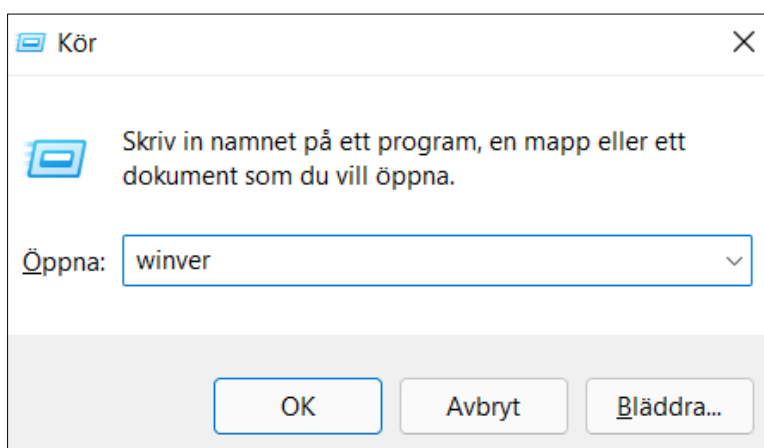 Kör
Skriv in namnet på ett program, en mapp eller ett
dokument som du vill öppna.
Öppna: winver
OK Avbryt Bläddra...